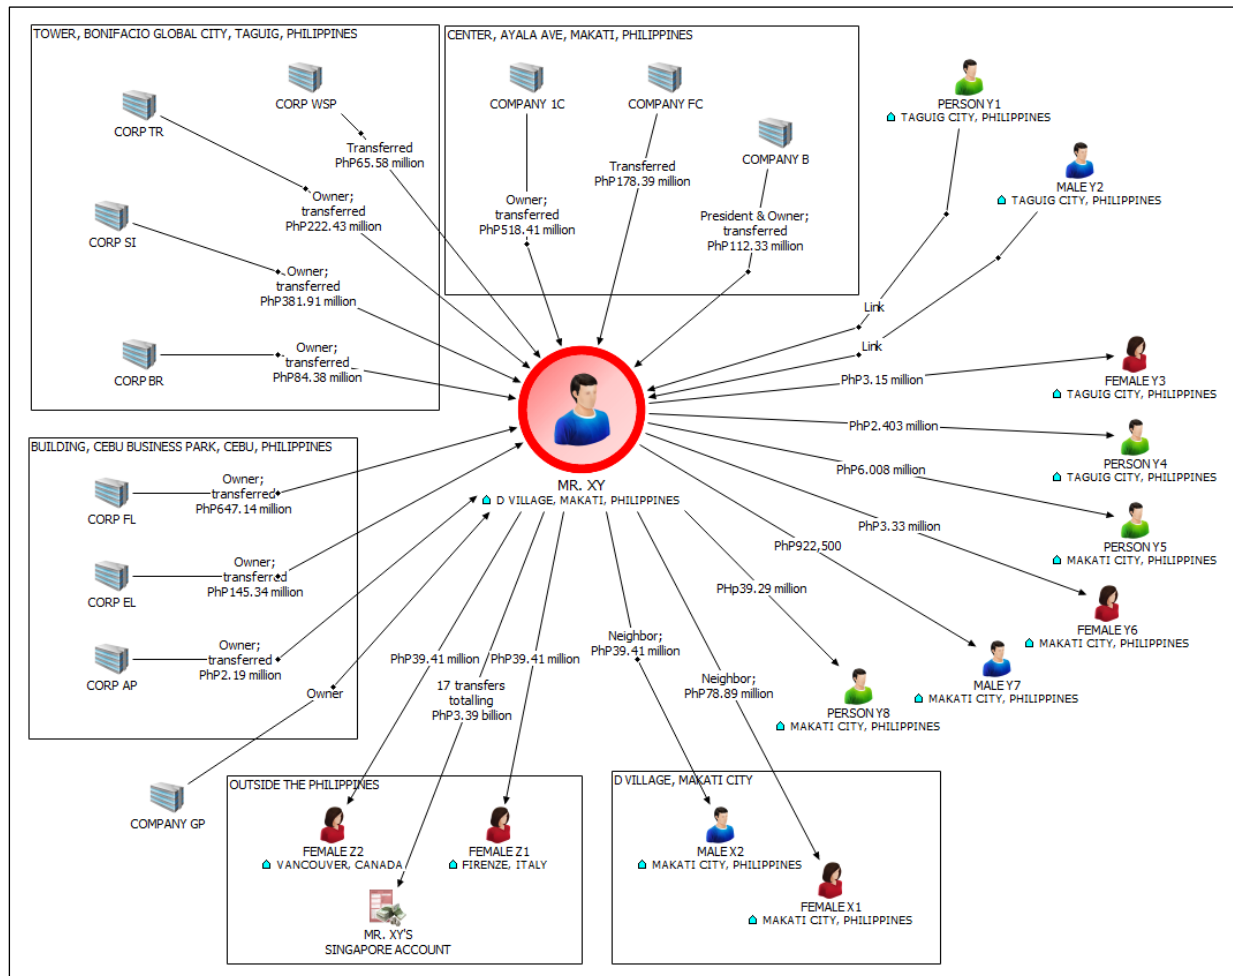 TOWER, BONIFACIO GLOBAL CITY, TAGUIG, PHILIPPINES
CORP WSP
CORP TR
Transferred
PhP65.58 million
Owner;
transferred
PhP222.43 million
CORP SI
Owner;
transferred
PhP381.91 million
CORP BR
Owner;
transferred
PhP84.38 million
CENTER, AYALA AVE, MAKATI, PHILIPPINES
COMPANY 1C
COMPANY FC
COMPANY B
Owner;
transferred
PhP518.41 million
Transferred
PhP178.39 million
President & Owner;
transferred
PhP112.33 million
PERSON Y1
TAGUIG CITY, PHILIPPINES
MALE Y2
TAGUIG CITY, PHILIPPINES
Link
Link
PhP3.15 million
FEMALE Y3
TAGUIG CITY, PHILIPPINES
PhP2.403 million
PERSON Y4
TAGUIG CITY, PHILIPPINES
PhP6.008 million
PERSON Y5
MAKATI CITY, PHILIPPINES
PhP3.33 million
FEMALE Y6
MAKATI CITY, PHILIPPINES
PhP922,500
MALE Y7
MAKATI CITY, PHILIPPINES
PHp39.29 million
PERSON Y8
MAKATI CITY, PHILIPPINES
MR. XY
D VILLAGE, MAKATI, PHILIPPINES
BUILDING, CEBU BUSINESS PARK, CEBU, PHILIPPINES
CORP FL
Owner;
transferred
PhP647.14 million
CORP EL
Owner;
transferred
PhP145.34 million
CORP AP
Owner;
transferred
PhP2.19 million
Owner
COMPANY GP
PhP39.41 million
17 transfers
totalling
PhP3.39 billion
PhP39.41 million
Neighbor;
PhP39.41 million
Neighbor;
PhP78.89 million
OUTSIDE THE PHILIPPINES
FEMALE Z2
VANCOUVER, CANADA
FEMALE Z1
FIRENZE, ITALY
MR. XY'S
SINGAPORE ACCOUNT
D VILLAGE, MAKATI CITY
MALE X2
MAKATI CITY, PHILIPPINES
FEMALE X1
MAKATI CITY, PHILIPPINES